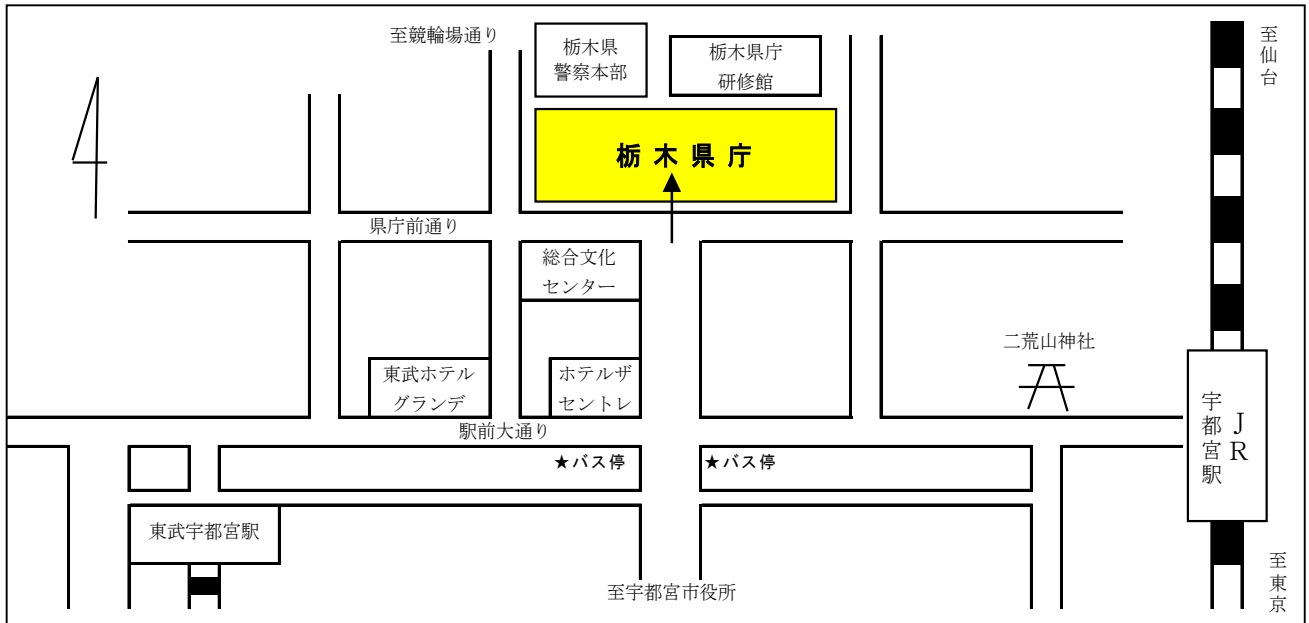 至競輪場通り
栃木県
警察本部
栃木県庁
研修館
至仙台
栃木県庁
県庁前通り
総合文化
センター
二荒山神社
東武ホテル
グランデ
ホテルザ
セントレ
駅前大通り
JR
宇都宮駅
★バス停
★バス停
東武宇都宮駅
至宇都宮市役所
至東京